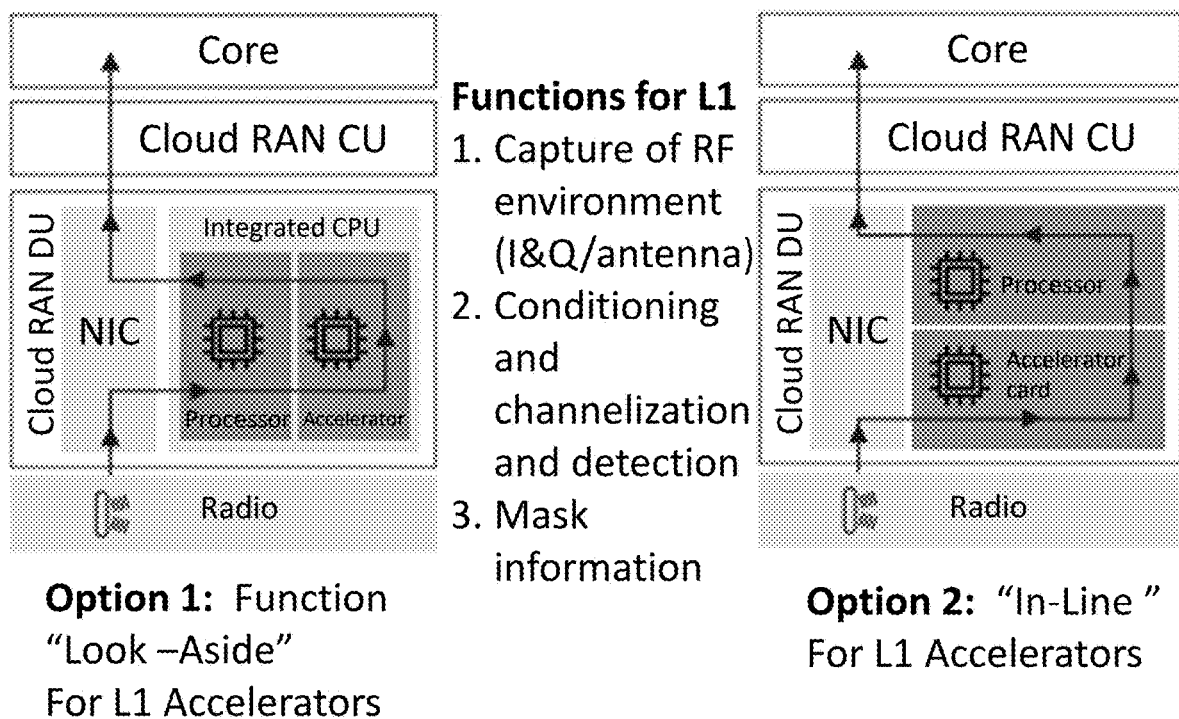 Core
Cloud RAN CU
Cloud RAN DU
NIC
Integrated CPU
Processor
Accelerator
Radio
Option 1: Function
“Look –Aside”
For L1 Accelerators
Functions for L1
1. Capture of RF
environment
(I&Q/antenna)
2. Conditioning
and
channelization
and detection
3. Mask
information
Core
Cloud RAN CU
Cloud RAN DU
NIC
Processor
Accelerator
card
Radio
Option 2: “In-Line ”
For L1 Accelerators